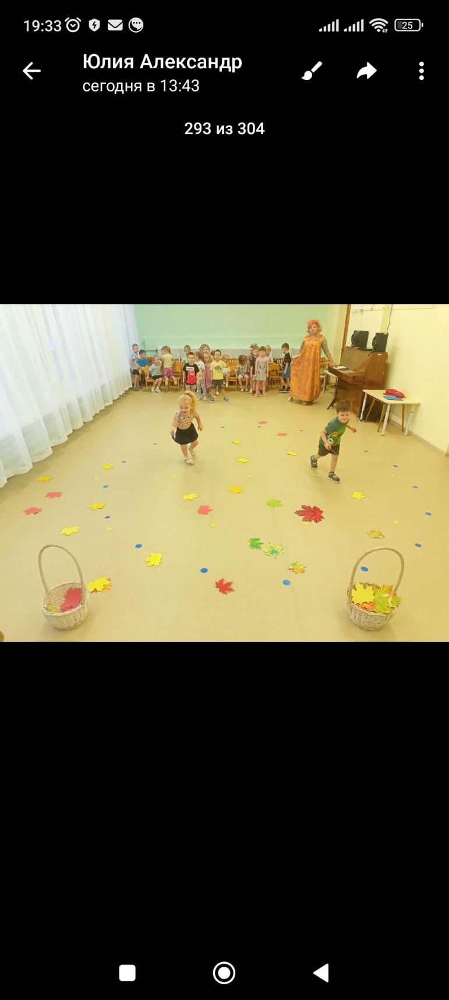 19:33
25
Юлия Александр
сегодня в 13:43
293 из 304